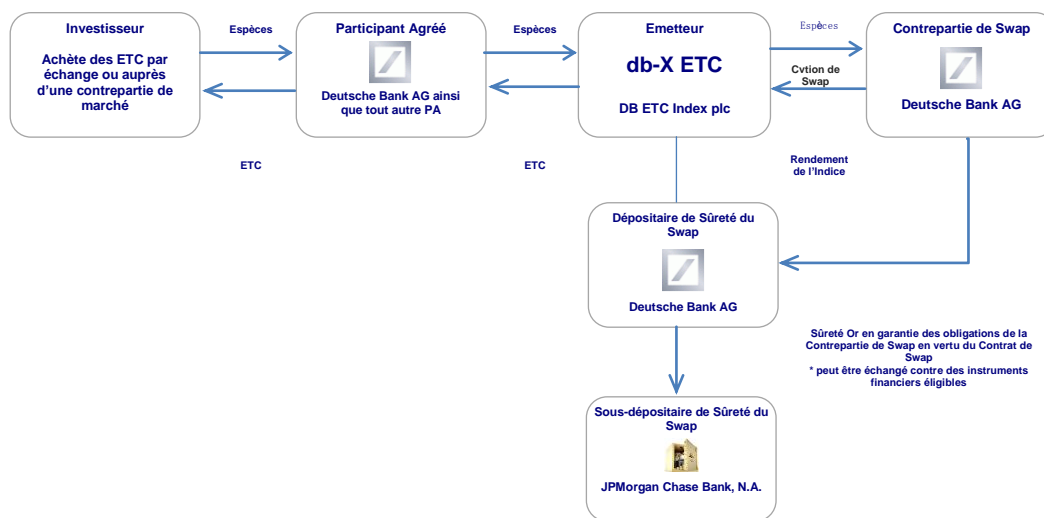 Investisseur
Achète des ETC par
échange ou auprès
d'une contrepartie de
marché
Espèces
ETC
Participant Agréé
Deutsche Bank AG ainsi
que tout autre PA
Espèces
ETC
Emetteur
db-X ETC
DB ETC Index plc
Espèces
Cvtion de
Swap
Rendement
de l'Indice
Contrepartie de Swap
Deutsche Bank AG
Dépositaire de Sûreté du
Swap
Deutsche Bank AG
Sûreté Or en garantie des obligations de la
Contrepartie de Swap en vertu du Contrat de
Swap
* peut être échangé contre des instruments
financiers éligibles
Sous-dépositaire de Sûreté du
Swap
JPMorgan Chase Bank, N.A.